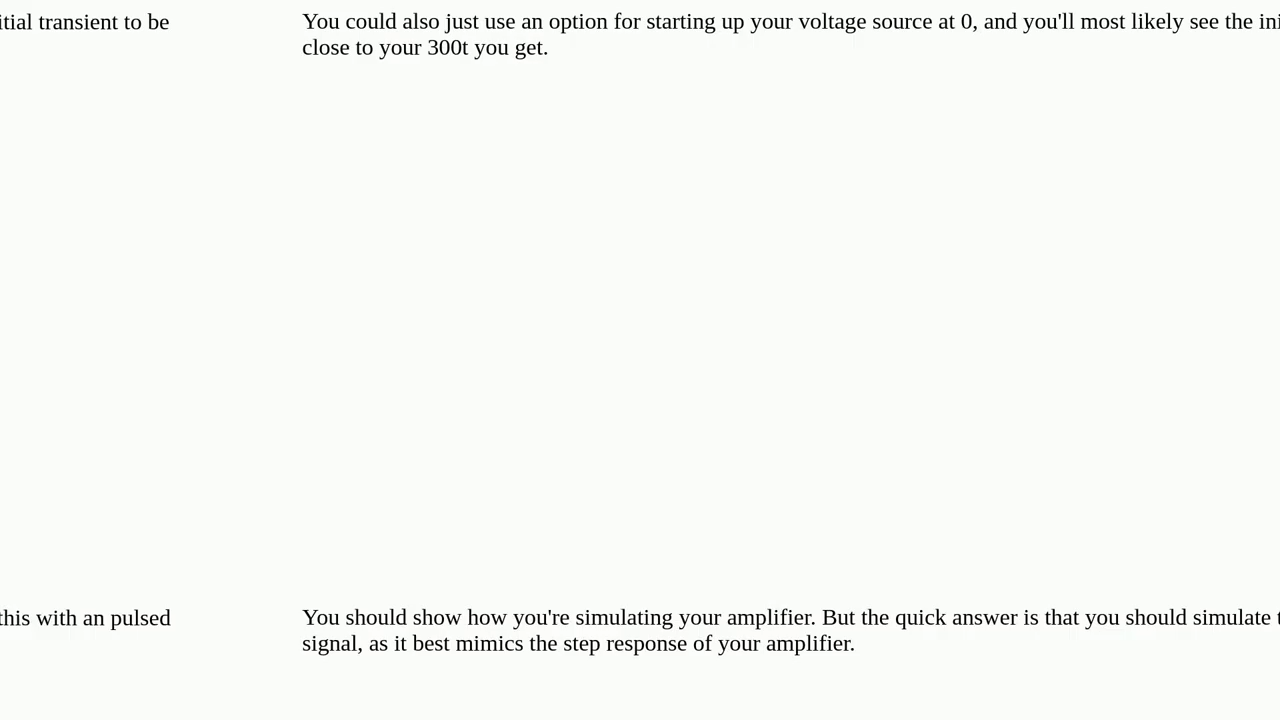 itial transient to be
You could also just use an option for starting up your voltage source at 0, and you'll most likely see the ini
close to your 300t you get.
this with an pulsed
You should show how you're simulating your amplifier. But the quick answer is that you should simulate t
signal, as it best mimics the step response of your amplifier.